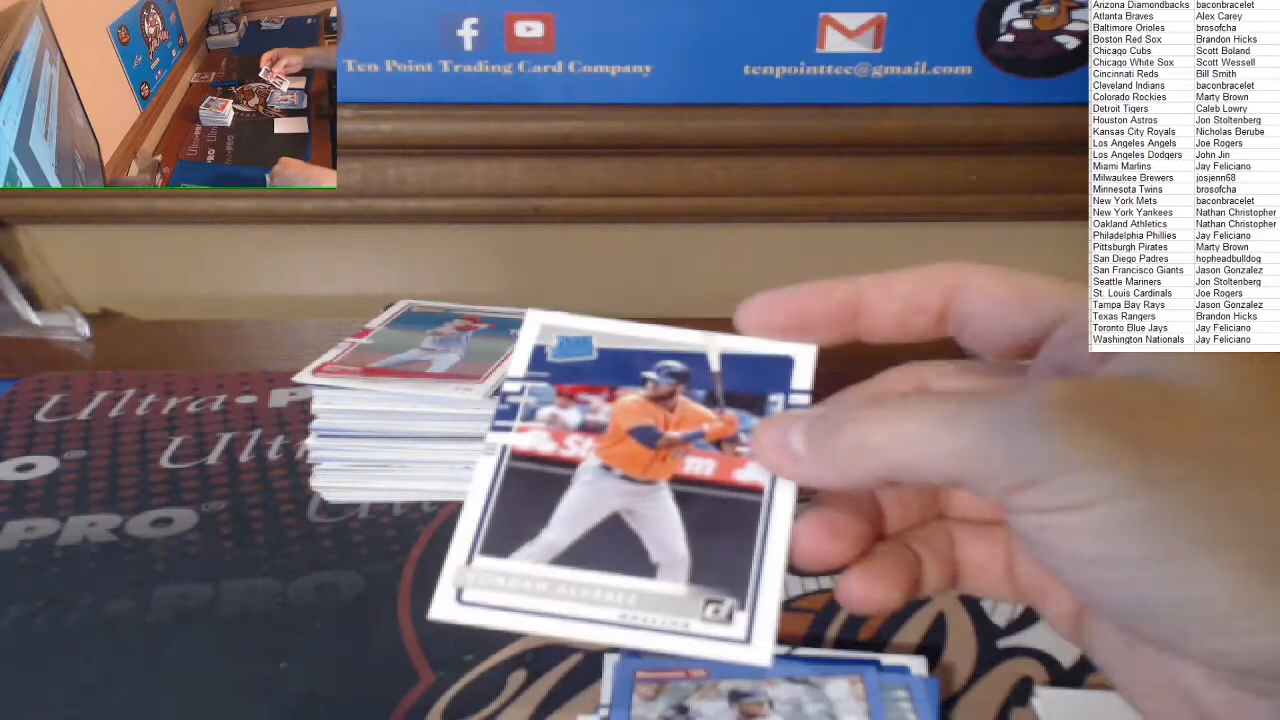 Ten Point Trading Card Company
tenpointtcc@gmail.com
Arizona Diamondbacks baconbracelet
Atlanta Braves Alex Carey
Baltimore Orioles brosofcha
Boston Red Sox Brandon Hicks
Chicago Cubs Scott Boland
Chicago White Sox Scott Wessell
Cincinnati Reds Bill Smith
Cleveland Indians baconbracelet
Colorado Rockies Marty Brown
Detroit Tigers Caleb Lowry
Houston Astros Jon Stoltenberg
Kansas City Royals Nicholas Berube
Los Angeles Angels Joe Rogers
Los Angeles Dodgers John Jin
Miami Marlins Jay Feliciano
Milwaukee Brewers josjenn68
Minnesota Twins brosofcha
New York Mets baconbracelet
New York Yankees Nathan Christopher
Oakland Athletics Nathan Christopher
Philadelphia Phillies Jay Feliciano
Pittsburgh Pirates Marty Brown
San Diego Padres hopheadbulldog
San Francisco Giants Jason Gonzalez
Seattle Mariners Jon Stoltenberg
St. Louis Cardinals Joe Rogers
Tampa Bay Rays Jason Gonzalez
Texas Rangers Brandon Hicks
Toronto Blue Jays Jay Feliciano
Washington Nationals Jay Feliciano
Ultra•P
Ultra
PRO